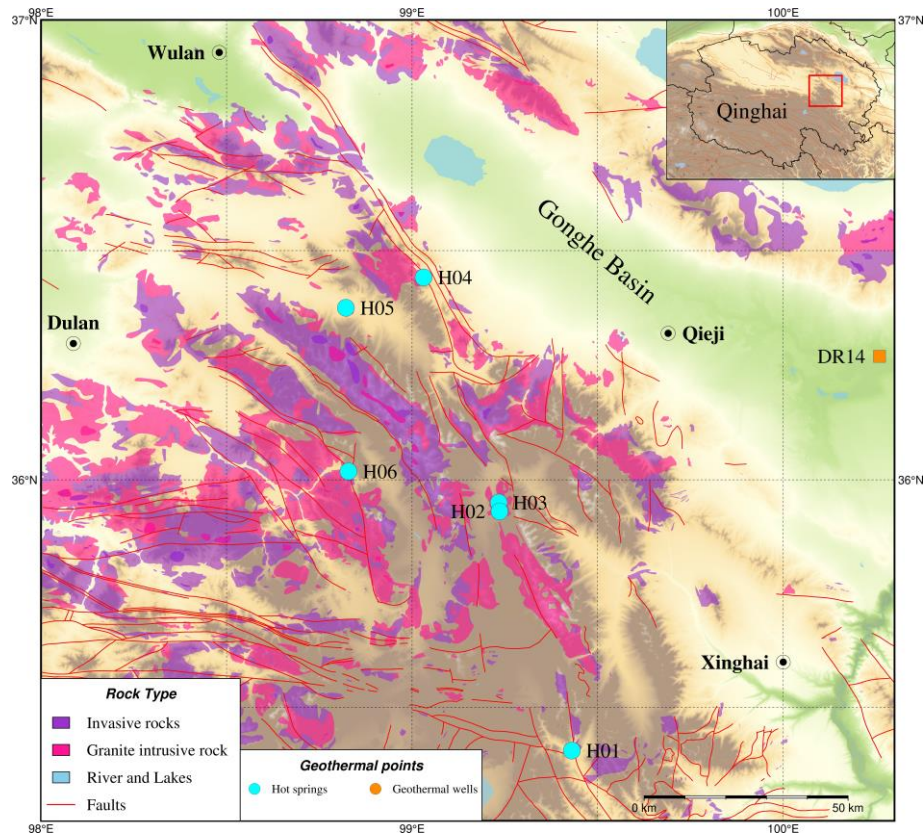 98°E
99°E
100°E
37°N
37°N
Wulan
Qinghai
Gonghe Basin
H04
H05
Dulan
Qieji
DR14
36°N
36°N
H06
H03
H02
Xinghai
H01
Rock Type
Invasive rocks
Granite intrusive rock
River and Lakes
Faults
Geothermal points
Hot springs
Geothermal wells
0 km
50 km
98°E
99°E
100°E